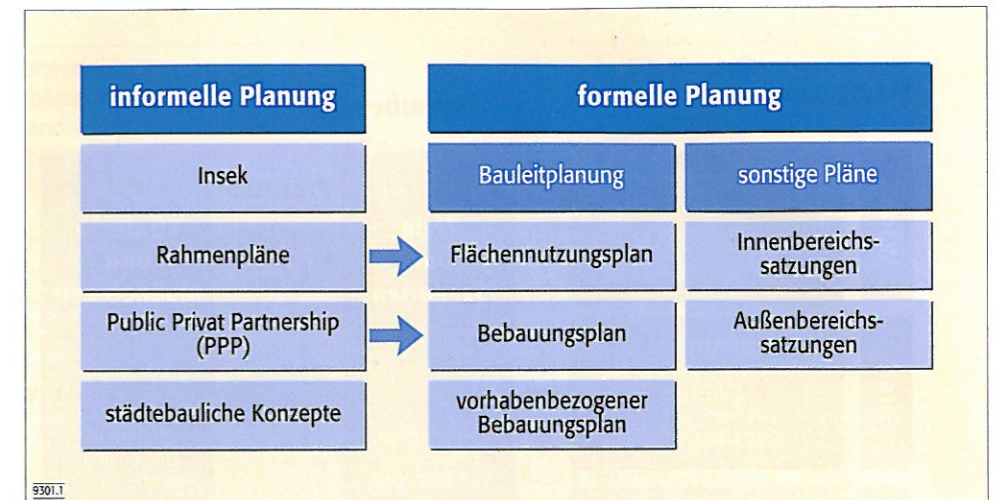 informelle Planung
formelle Planung
Insek
Bauleitplanung
sonstige Pläne
Rahmenpläne
Flächennutzungsplan
Innenbereichs-
satzungen
Public Privat Partnership
(PPP)
Bebauungsplan
Außenbereichs-
satzungen
städtebauliche Konzepte
vorhabenbezogener
Bebauungsplan
9301.1